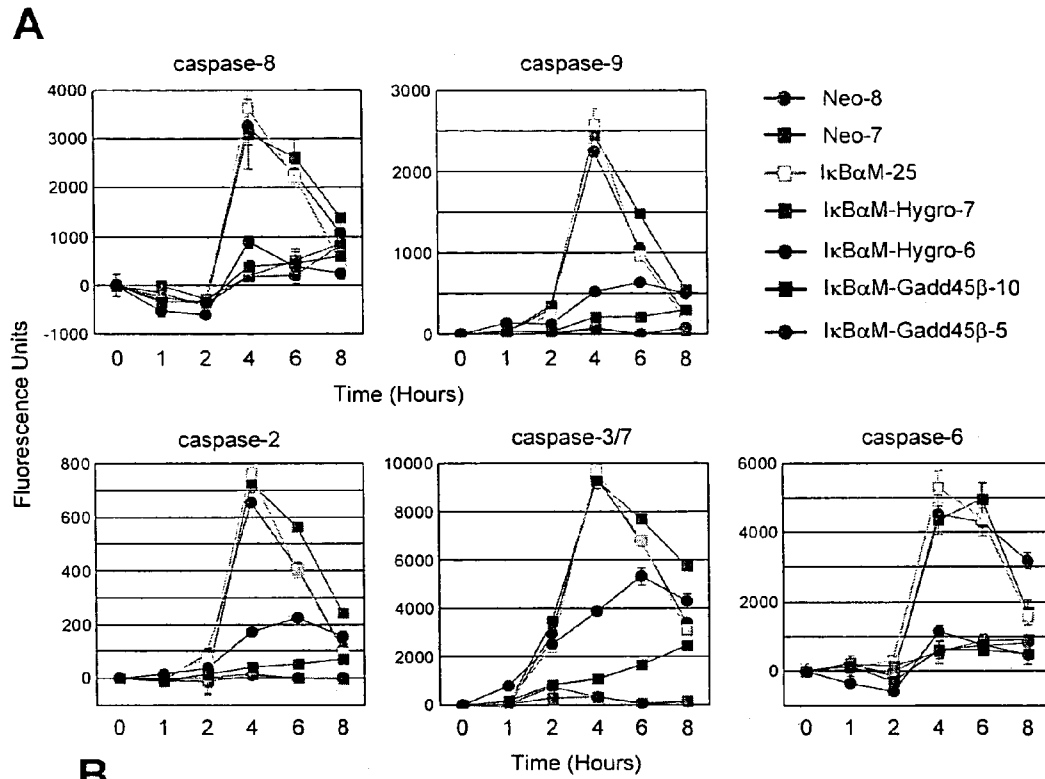 A
caspase-8
caspase-9
4000
3000
2000
1000
0
-1000
0 1 2 4 6 8
3000
2000
1000
0
0 1 2 4 6 8
Neo-8
Neo-7
IκBαM-25
IκBαM-Hygro-7
IκBαM-Hygro-6
IκBαM-Gadd45β-10
IκBαM-Gadd45β-5
Fluorescence Units
Time (Hours)
caspase-2
caspase-3/7
caspase-6
800
600
400
200
0
0 1 2 4 6 8
10000
8000
6000
4000
2000
0
0 1 2 4 6 8
6000
4000
2000
0
0 1 2 4 6 8
Time (Hours)
B